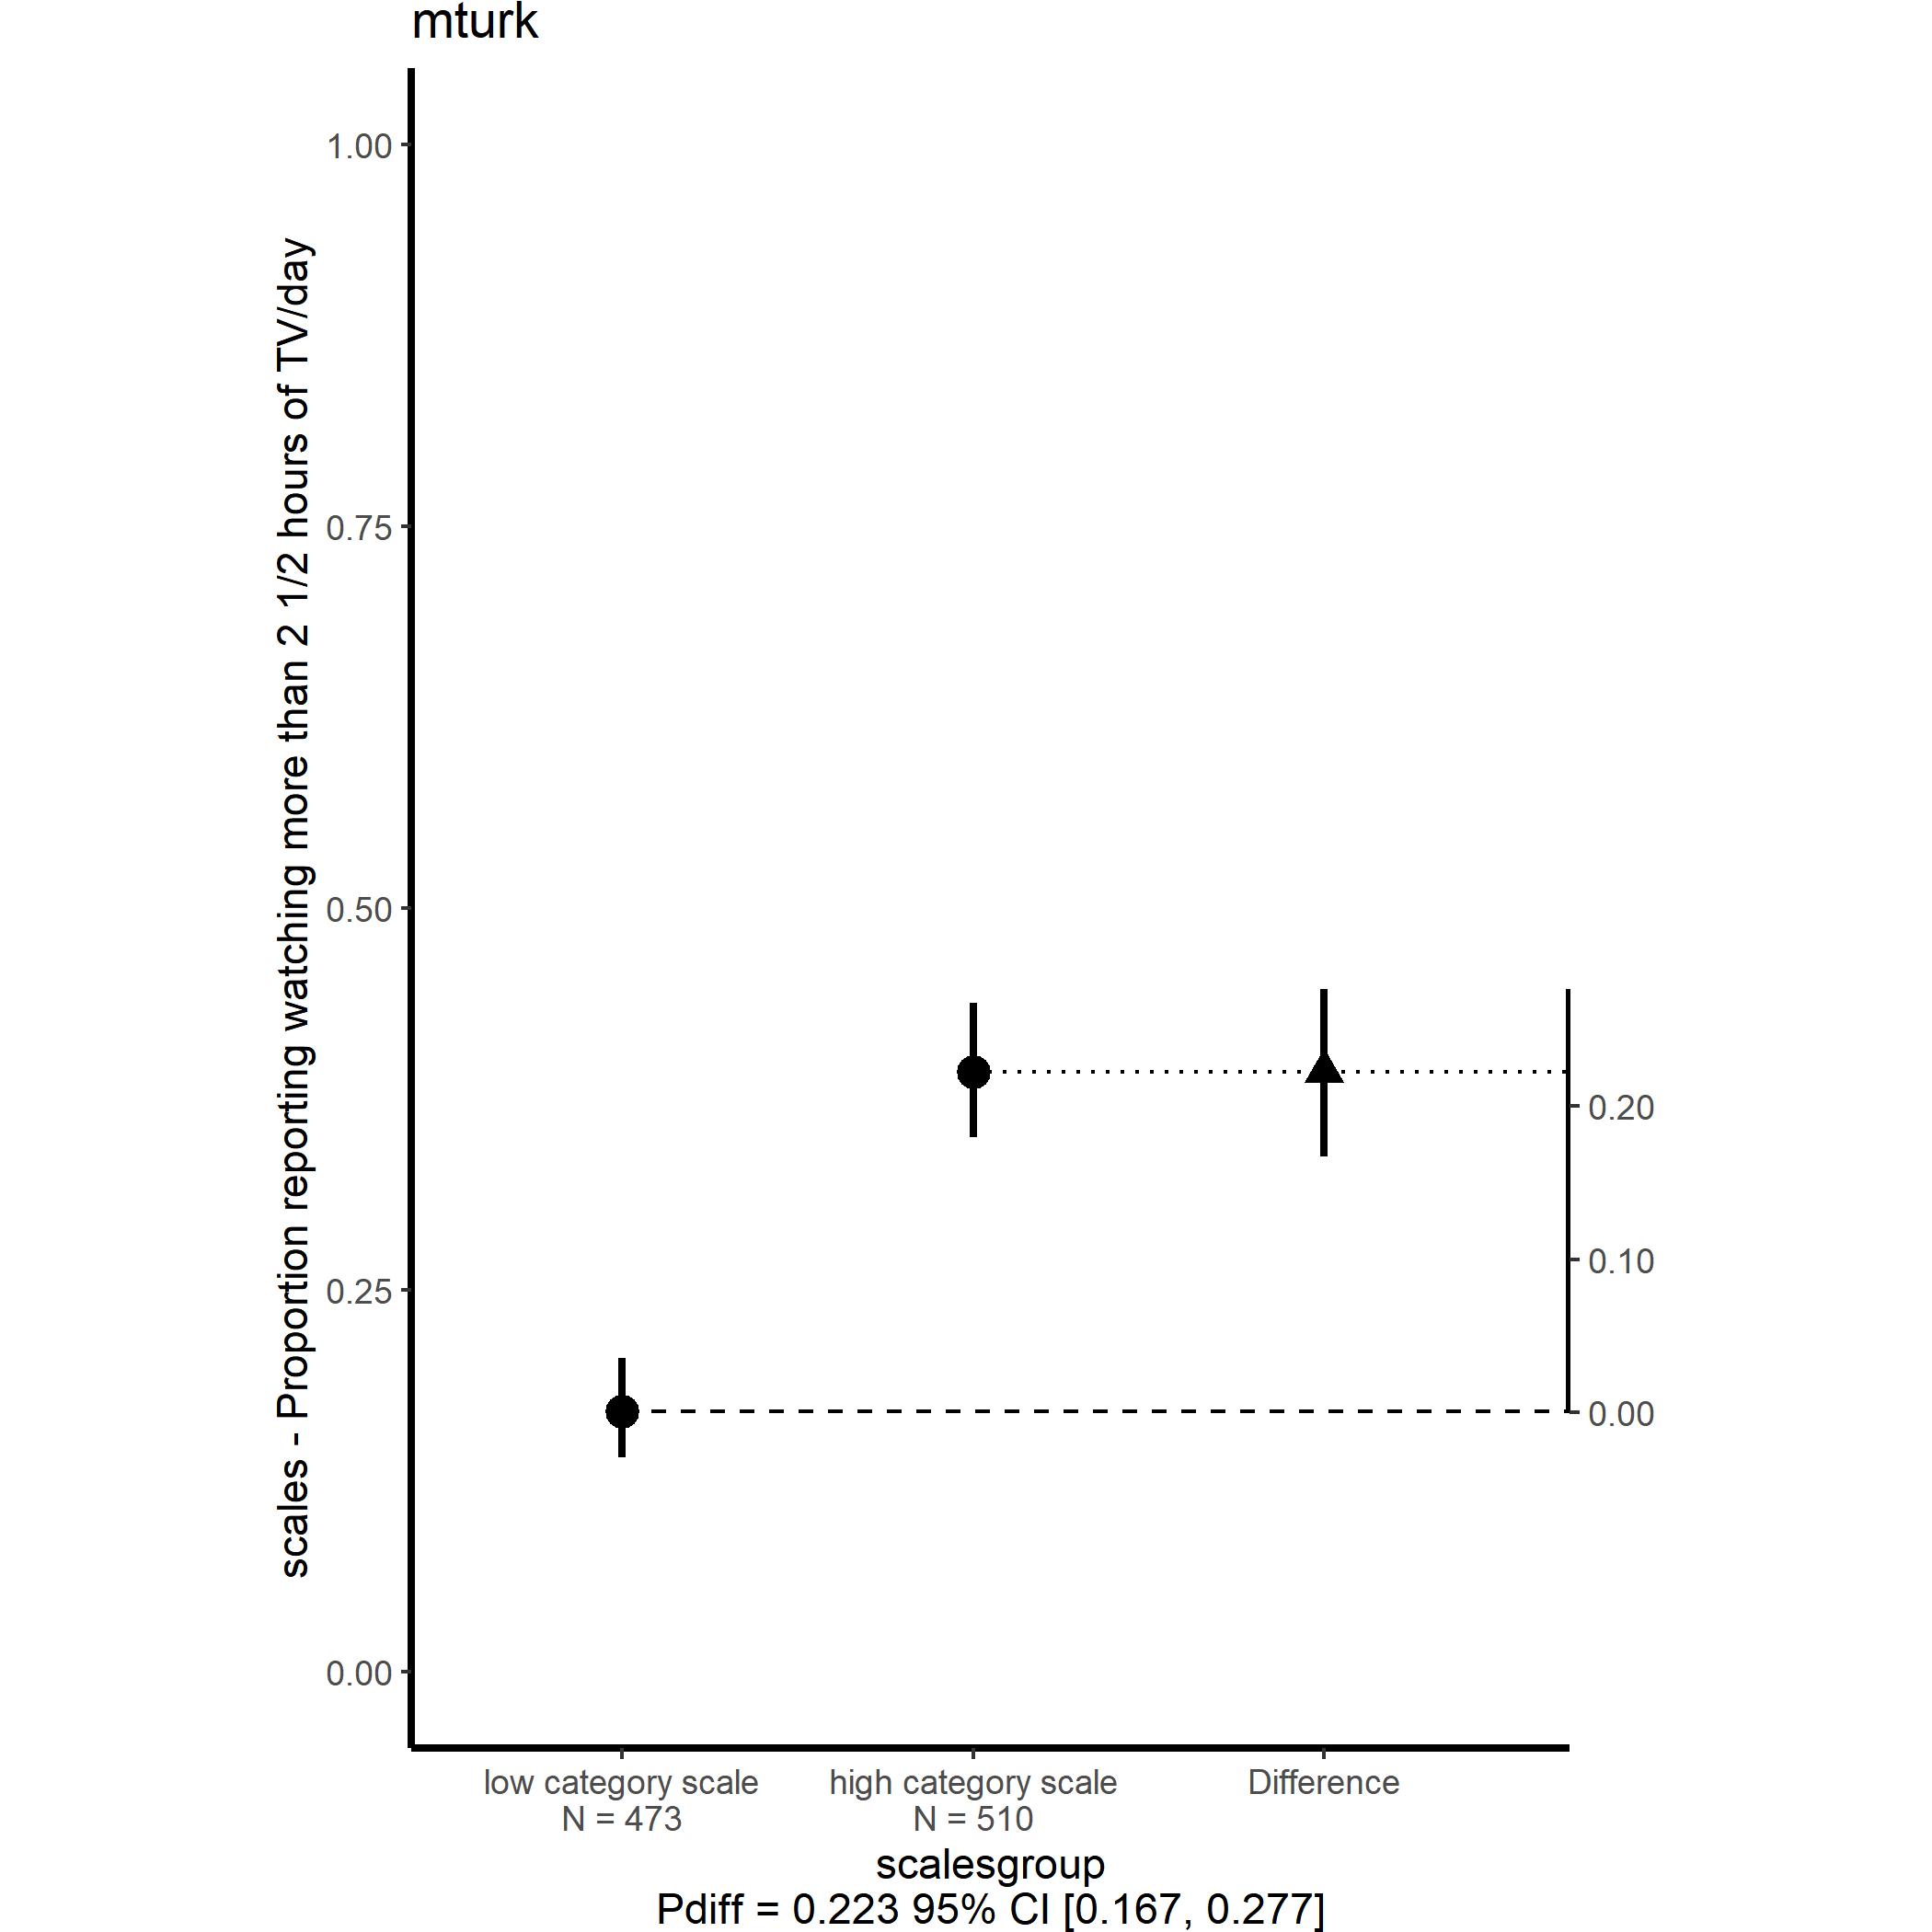 mturk
scales - Proportion reporting watching more than 2 1/2 hours of TV/day
1.00
0.75
0.50
0.25
0.00
0.20
0.10
0.00
low category scale
N = 473
high category scale
N = 510
Difference
scalesgroup
Pdiff = 0.223 95% CI [0.167, 0.277]